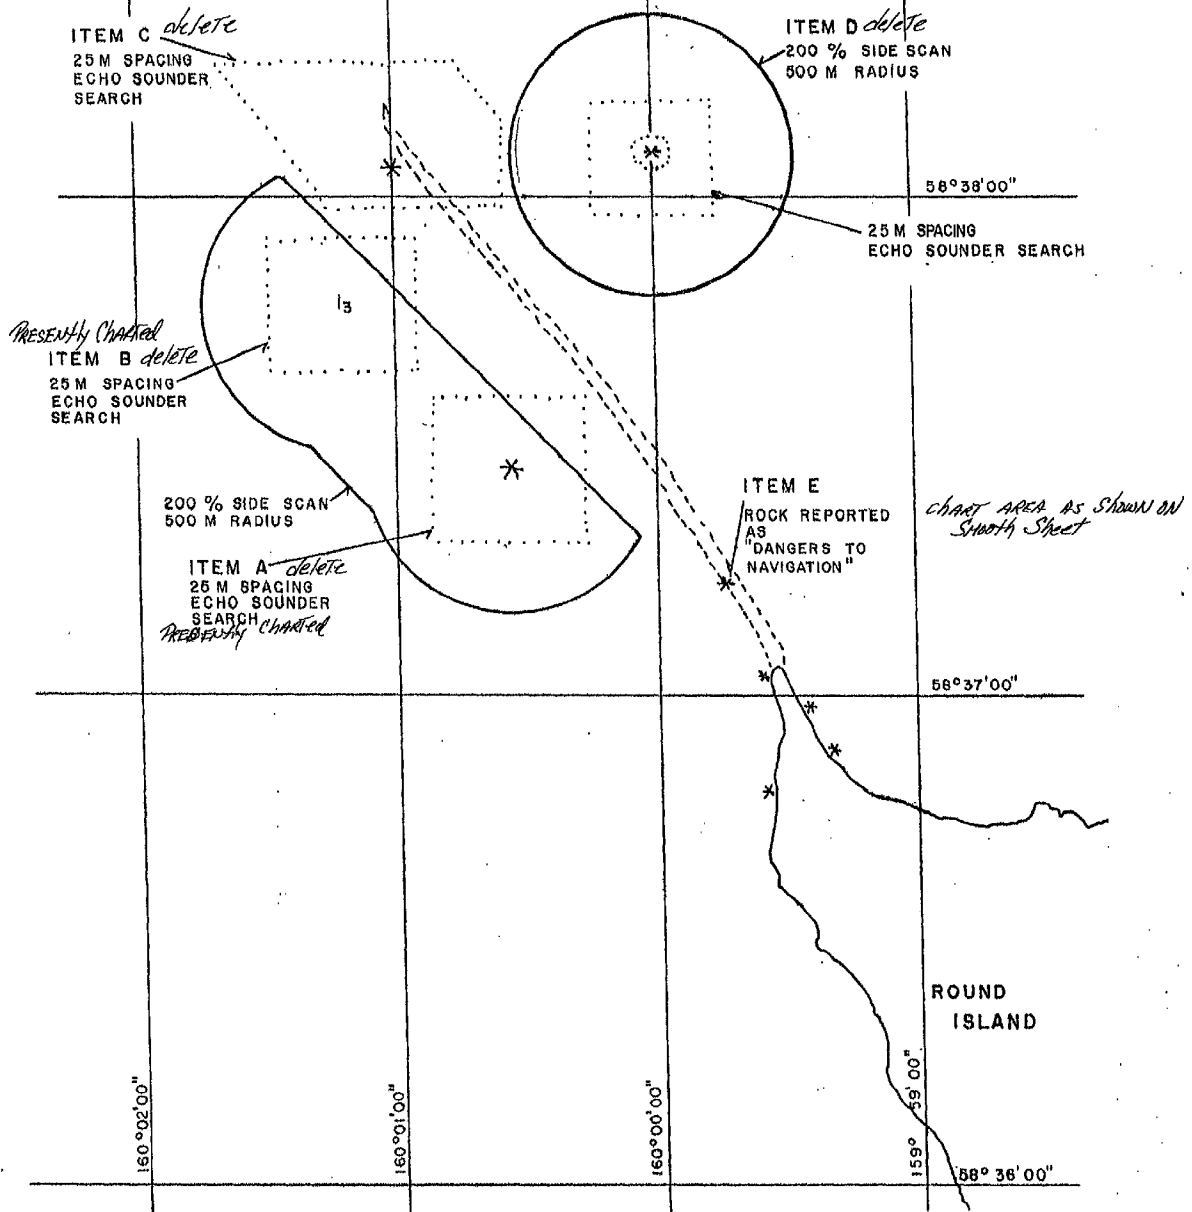 ITEM C delete
25 M SPACING
ECHO SOUNDER
SEARCH
ITEM D delete
200 % SIDE SCAN
500 M RADIUS
58°38'00"
25 M SPACING
ECHO SOUNDER SEARCH
13
PRESENtly Charted
ITEM B delete
25 M SPACING
ECHO SOUNDER
SEARCH
200 % SIDE SCAN
500 M RADIUS
ITEM A delete
25 M SPACING
ECHO SOUNDER
SEARCH
PRESENtly Charted
ITEM E
ROCK REPORTED
AS
"DANGERS TO
NAVIGATION"
CHART AREA AS SHOWN ON
Smooth Sheet
58°37'00"
ROUND
ISLAND
160°02'00"
160°01'00"
160°00'00"
159° 59' 00"
58° 36' 00"